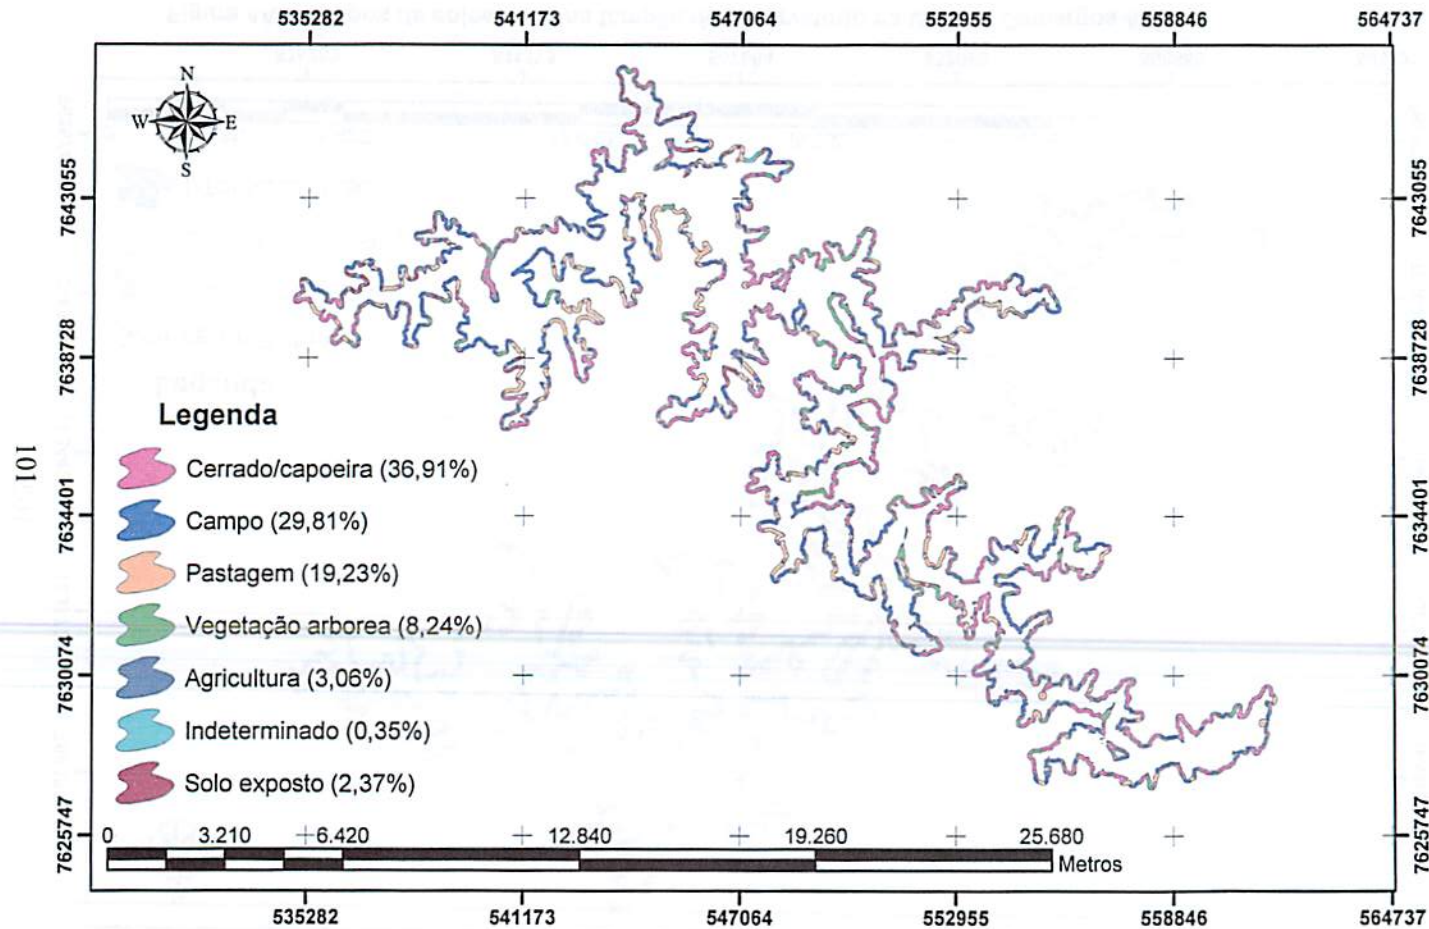 535282 541173 547064 552955 558846 564737
N
W E
S
7643055 7643055
7638728 7638728
Legenda
Cerrado/capoeira (36,91%)
101
7634401 7634401
Campo (29,81%)
Pastagem (19,23%)
Vegetação arborea (8,24%)
7630074 7630074
Agricultura (3,06%)
Indeterminado (0,35%)
Solo exposto (2,37%)
7625747 7625747
0 3.210 6.420 12.840 19.260 25.680
Metros
535282 541173 547064 552955 558846 564737